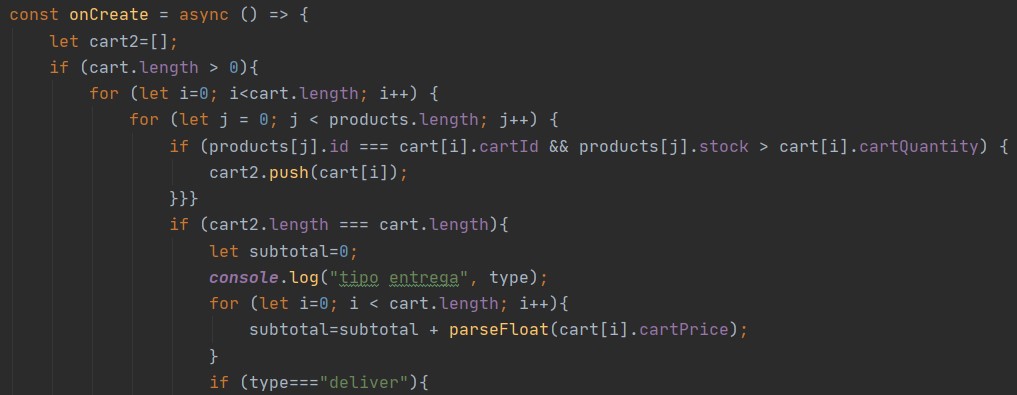 const onCreate = async () => {
    let cart2=[];
    if (cart.length > 0){
        for (let i=0; i<cart.length; i++) {
            for (let j = 0; j < products.length; j++) {
                if (products[j].id === cart[i].cartId && products[j].stock > cart[i].cartQuantity) {
                    cart2.push(cart[i]);
                }}}
                if (cart2.length === cart.length){
                    let subtotal=0;
                    console.log("tipo entrega", type);
                    for (let i=0; i < cart.length; i++){
                        subtotal=subtotal + parseFloat(cart[i].cartPrice);
                    }
                    if (type==="deliver"){